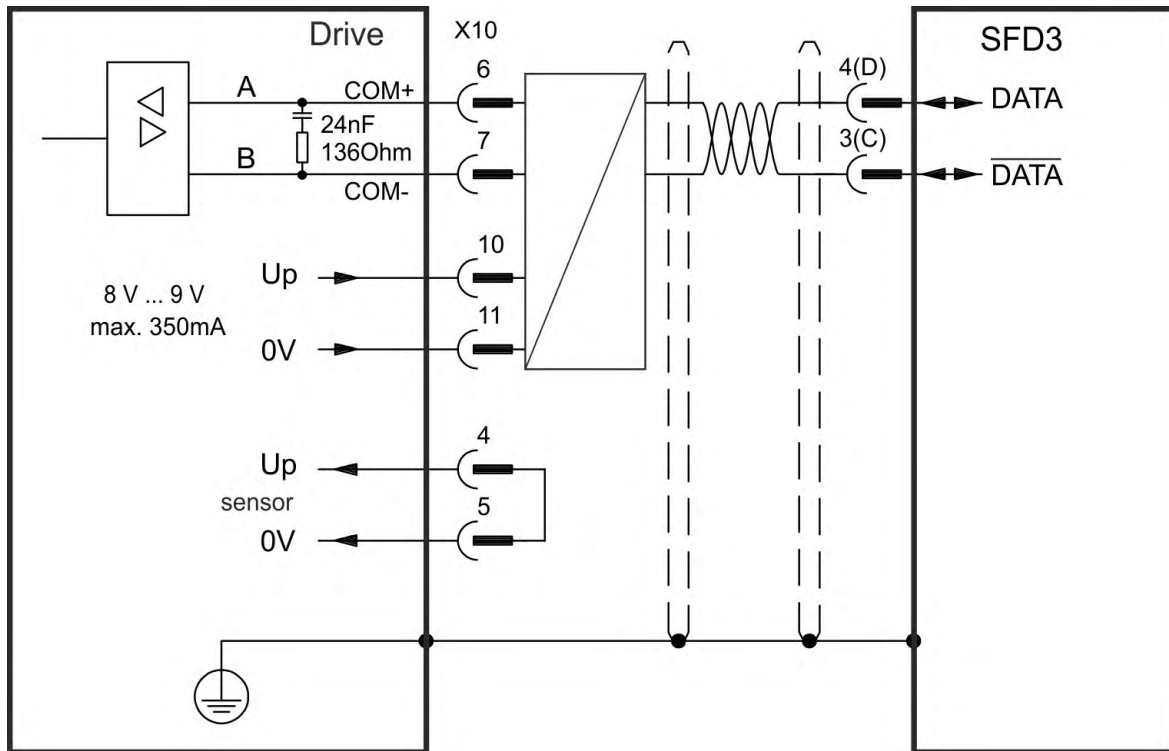 Drive
X10
SFD3
A
COM+
6
4(D)
DATA
24nF
136Ohm
B
COM-
7
3(C)
DATA
Up
10
8 V ... 9 V
max. 350mA
0V
11
Up
4
sensor
0V
5